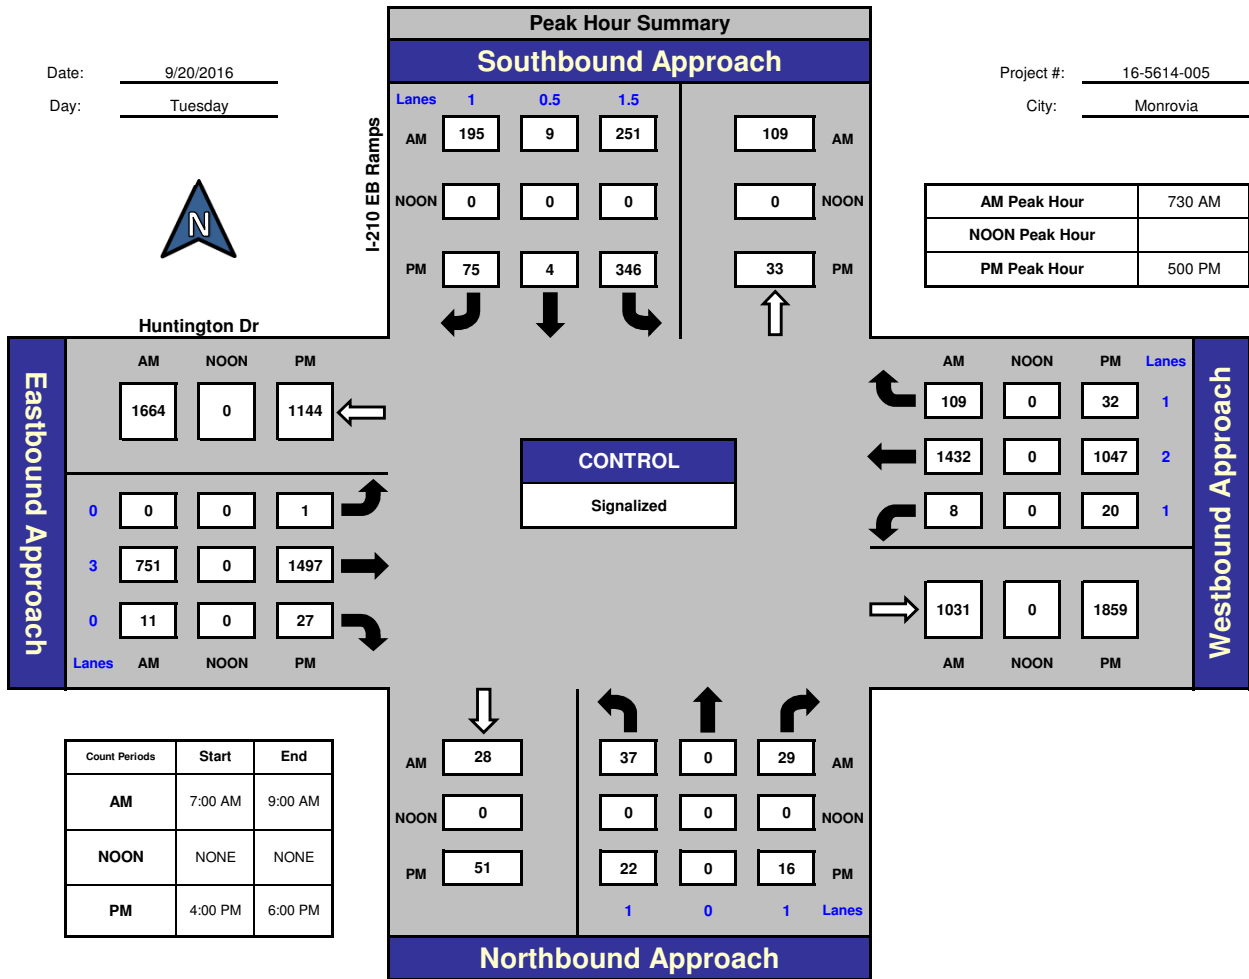 Peak Hour Summary
Southbound Approach
Date: 9/20/2016
Day: Tuesday
Project #: 16-5614-005
City: Monrovia
N
I-210 EB Ramps
Lanes 1 0.5 1.5
AM 195 9 251 109 AM
NOON 0 0 0 0 NOON
PM 75 4 346 33 PM
AM Peak Hour 730 AM
NOON Peak Hour
PM Peak Hour 500 PM
Huntington Dr
Eastbound Approach
AM NOON PM
1664 0 1144
0 0 0 1
3 751 0 1497
0 11 0 27
Lanes AM NOON PM
CONTROL
Signalized
AM NOON PM Lanes
109 0 32 1
1432 0 1047 2
8 0 20 1
1031 0 1859
AM NOON PM
Westbound Approach
Count Periods Start End
AM 7:00 AM 9:00 AM
NOON NONE NONE
PM 4:00 PM 6:00 PM
AM 28 37 0 29 AM
NOON 0 0 0 0 NOON
PM 51 22 0 16 PM
1 0 1 Lanes
Northbound Approach